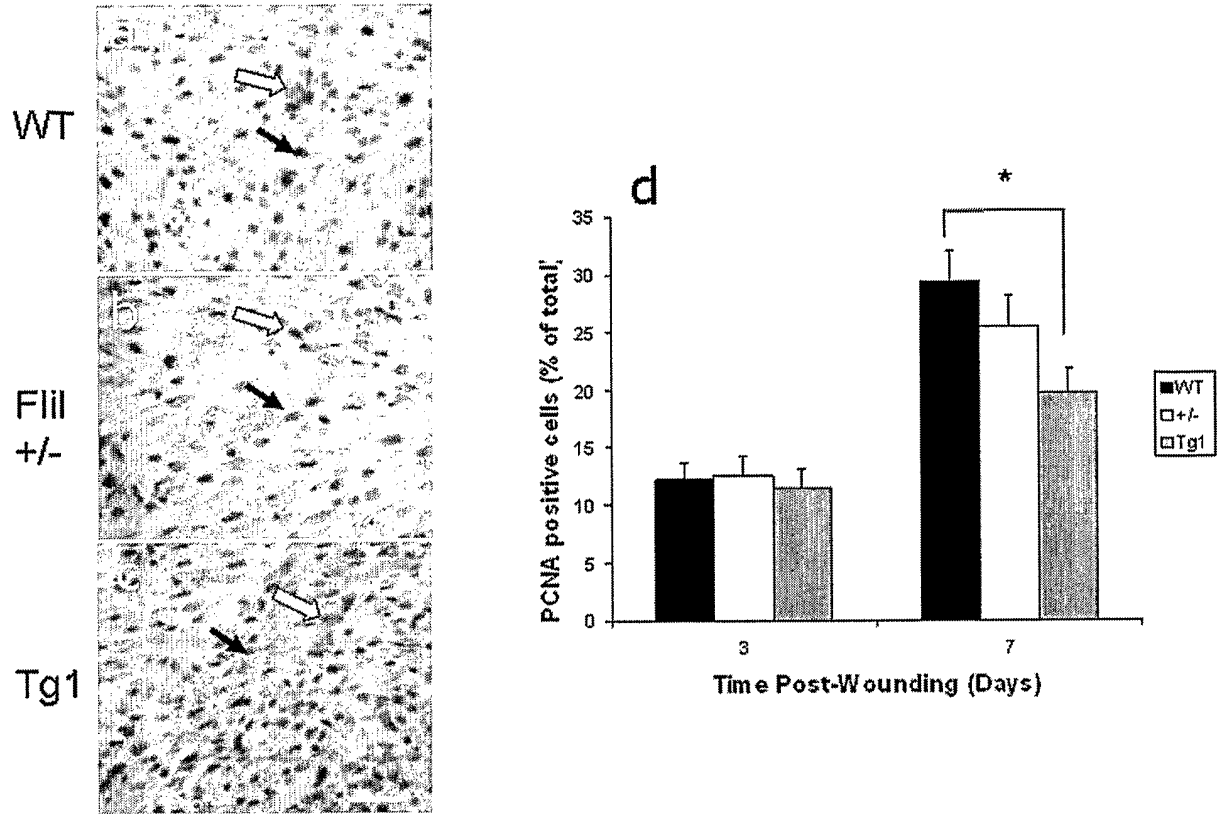 WT
a
FliI
+/-
b
Tg1
d
*
PCNA positive cells (% of total)
35
30
25
20
15
10
5
0
3
7
Time Post-Wounding (Days)
WT
+/-
Tg1